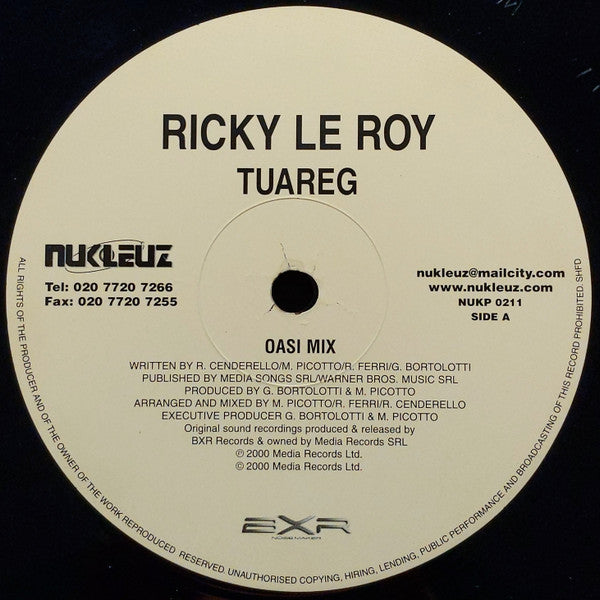 RICKY LE ROY
TUAREG
NUKLEUZ
Tel: 020 7720 7266
Fax: 020 7720 7255
nukleuz@mailcity.com
www.nukleuz.com
NUKP 0211
SIDE A
OASI MIX
WRITTEN BY R. CENDERELLO/M. PICOTTO/R. FERRI/G. BORTOLOTTI
PUBLISHED BY MEDIA SONGS SRL/WARNER BROS. MUSIC SRL
PRODUCED BY G. BORTOLOTTI & M. PICOTTO
ARRANGED AND MIXED BY M. PICOTTO/R. FERRI/R. CENDERELLO
EXECUTIVE PRODUCER G. BORTOLOTTI & M. PICOTTO
Original sound recordings produced & released by
BXR Records & owned by Media Records SRL
℗ 2000 Media Records Ltd.
© 2000 Media Records Ltd.
BXR
NOISE MAKER
ALL RIGHTS OF THE PRODUCER AND OF THE OWNER OF THE WORK REPRODUCED RESERVED. UNAUTHORISED COPYING, HIRING, LENDING, PUBLIC PERFORMANCE AND BROADCASTING OF THIS RECORD PROHIBITED. SHFD